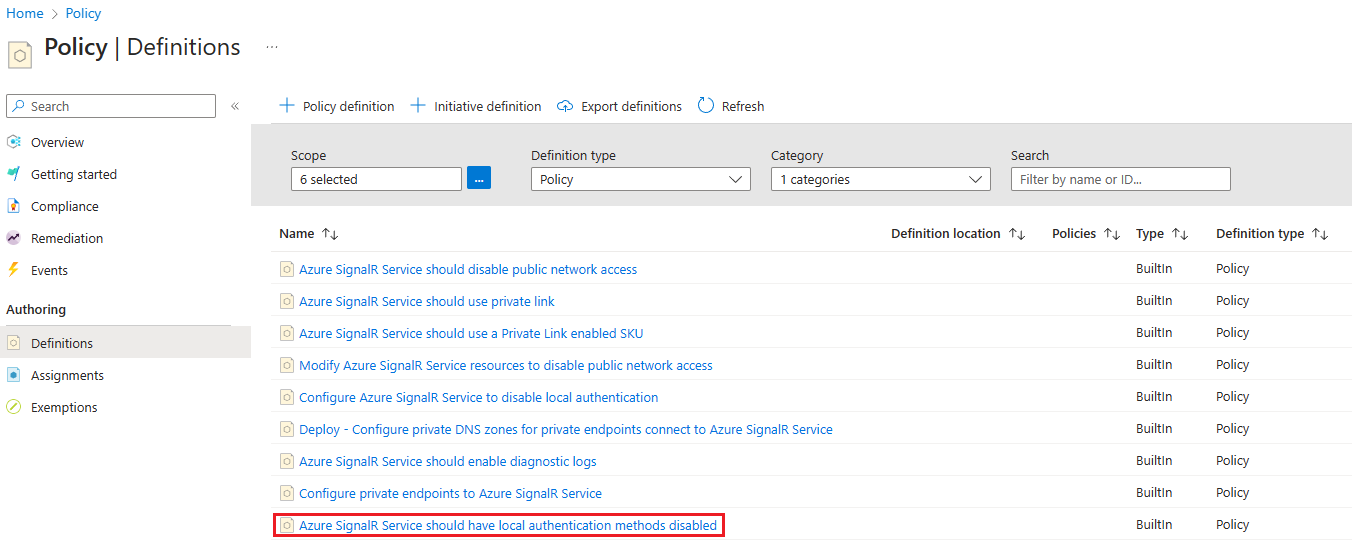 Home > Policy
Policy | Definitions ...
Search «
Overview
Getting started
Compliance
Remediation
Events
Authoring
Definitions
Assignments
Exemptions
+ Policy definition + Initiative definition Export definitions Refresh
Scope Definition type Category Search
6 selected ... Policy 1 categories Filter by name or ID...
Name ↑↓ Definition location ↑↓ Policies ↑↓ Type ↑↓ Definition type ↑↓
Azure SignalR Service should disable public network access BuiltIn Policy
Azure SignalR Service should use private link BuiltIn Policy
Azure SignalR Service should use a Private Link enabled SKU BuiltIn Policy
Modify Azure SignalR Service resources to disable public network access BuiltIn Policy
Configure Azure SignalR Service to disable local authentication BuiltIn Policy
Deploy - Configure private DNS zones for private endpoints connect to Azure SignalR Service BuiltIn Policy
Azure SignalR Service should enable diagnostic logs BuiltIn Policy
Configure private endpoints to Azure SignalR Service BuiltIn Policy
Azure SignalR Service should have local authentication methods disabled BuiltIn Policy